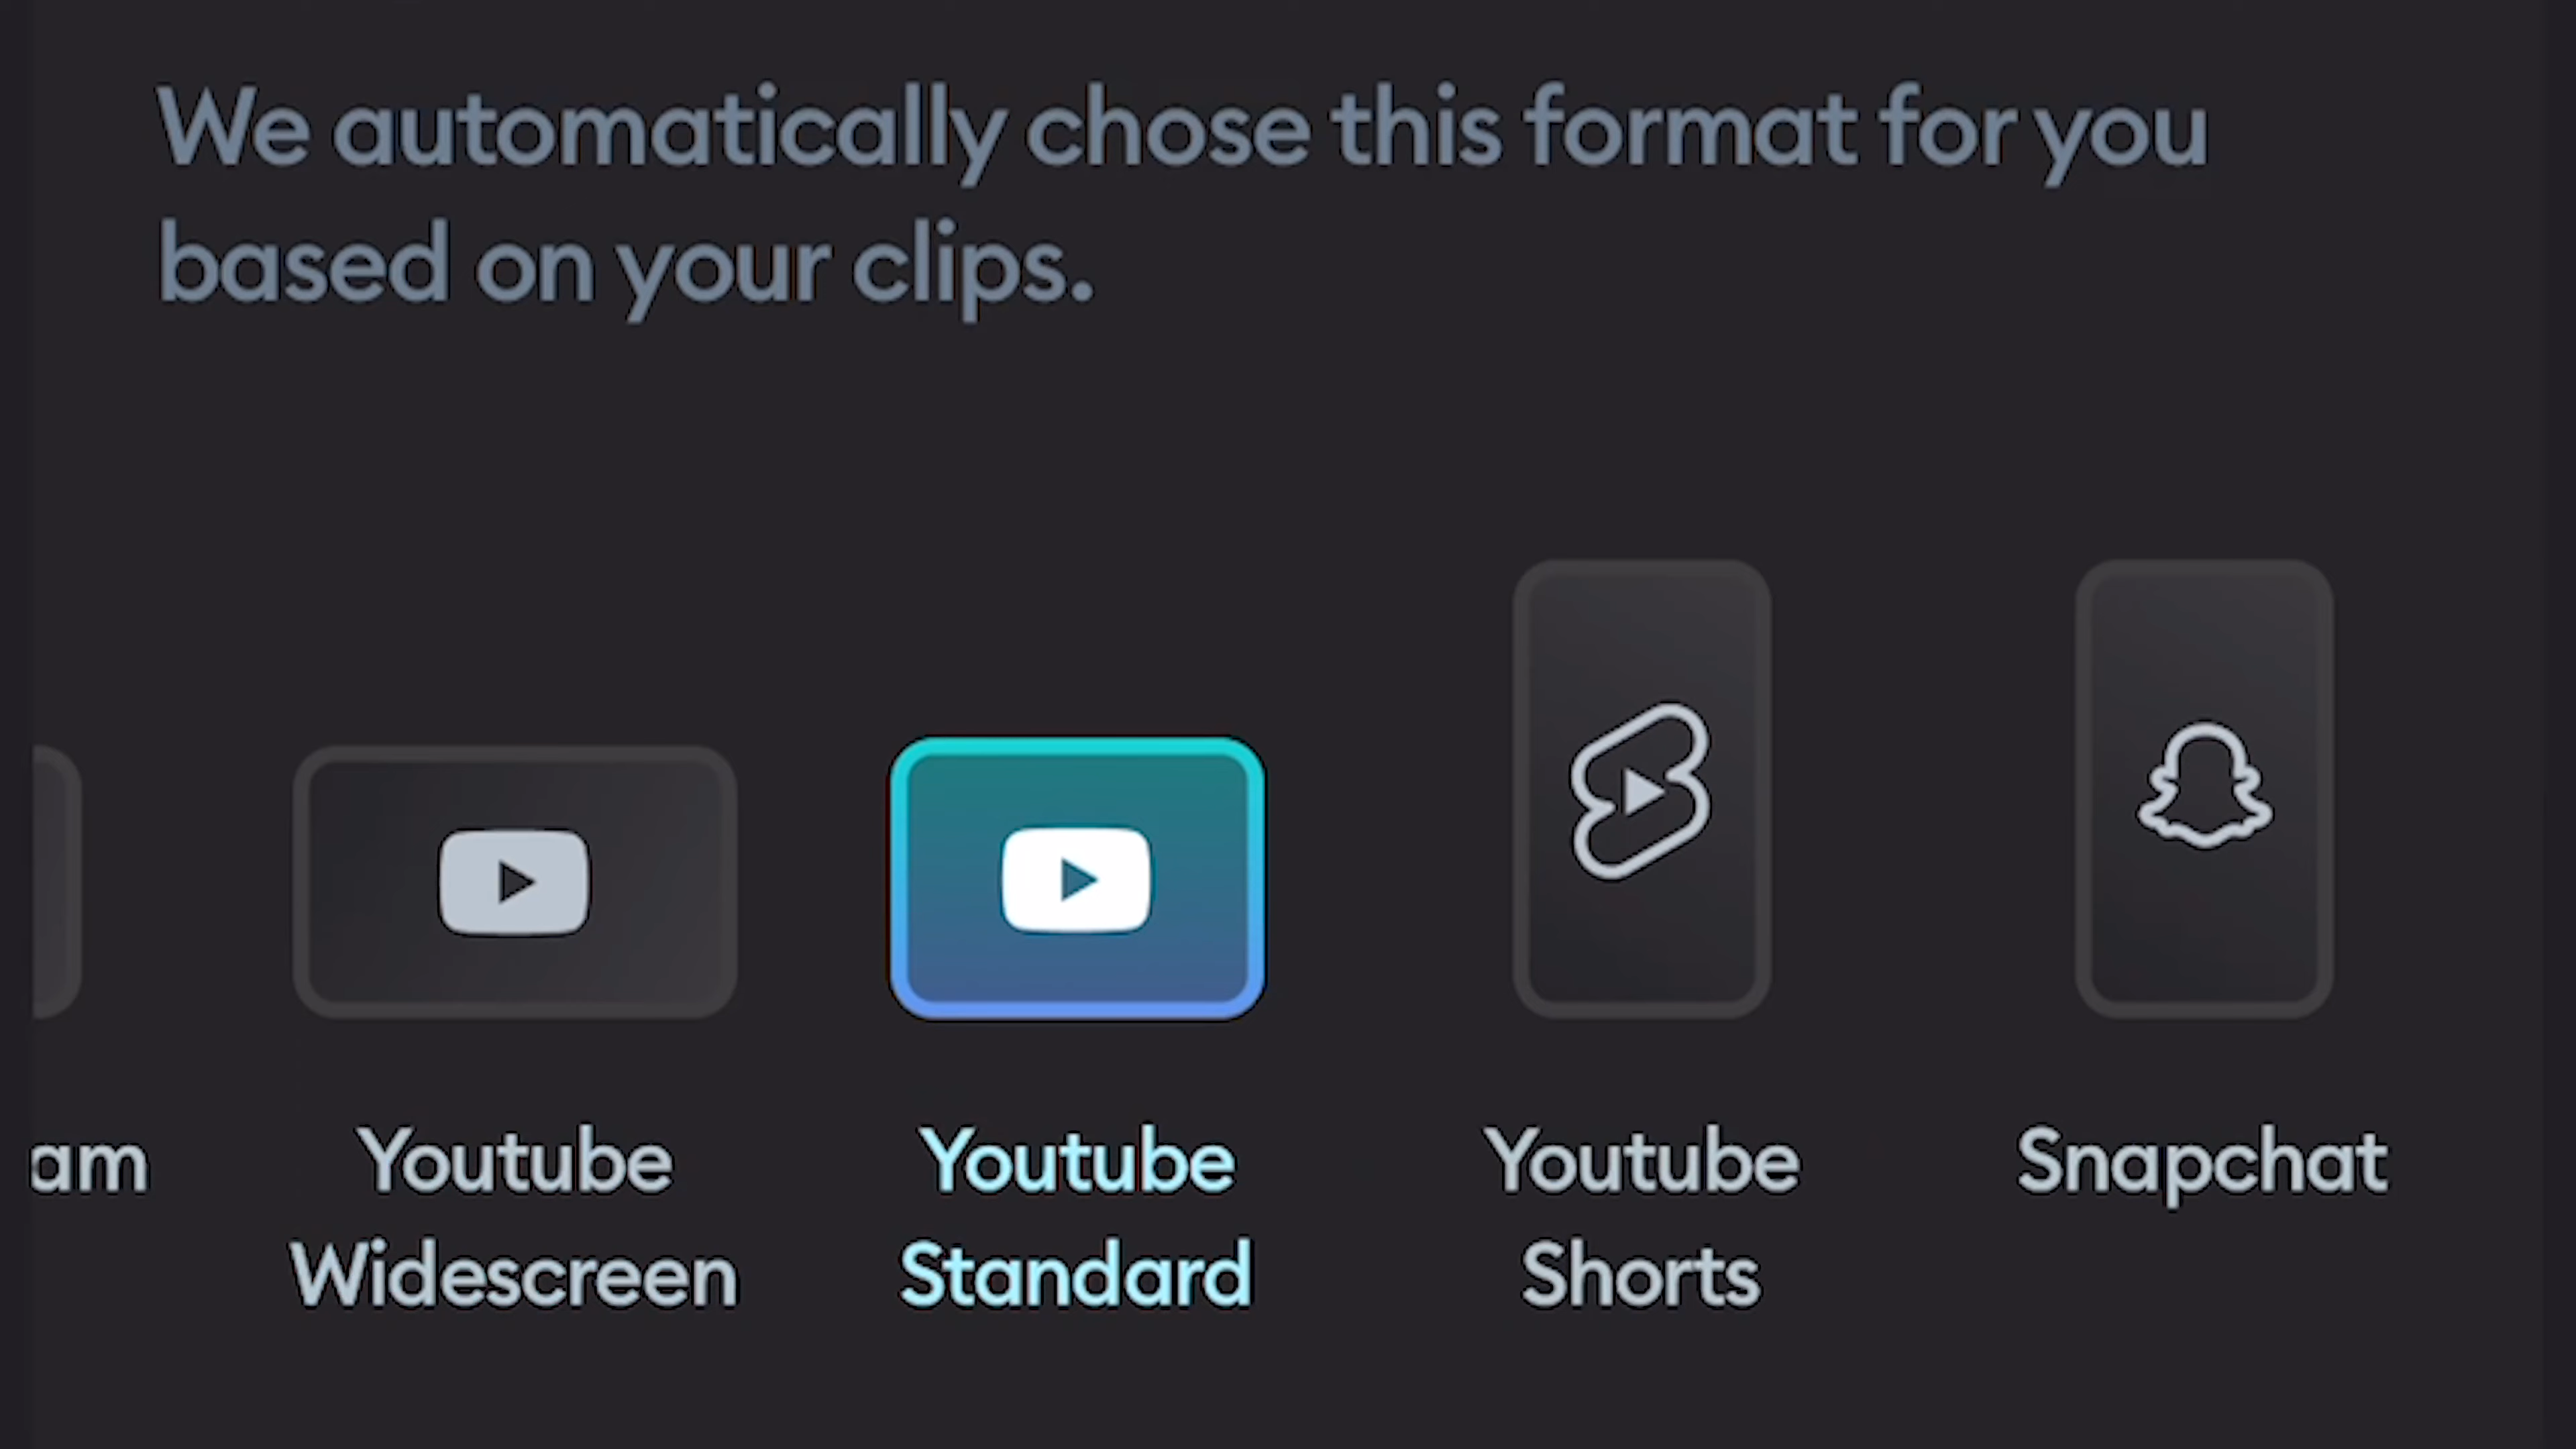 We automatically chose this format for you
based on your clips.
am
Youtube
Widescreen
Youtube
Standard
Youtube
Shorts
Snapchat